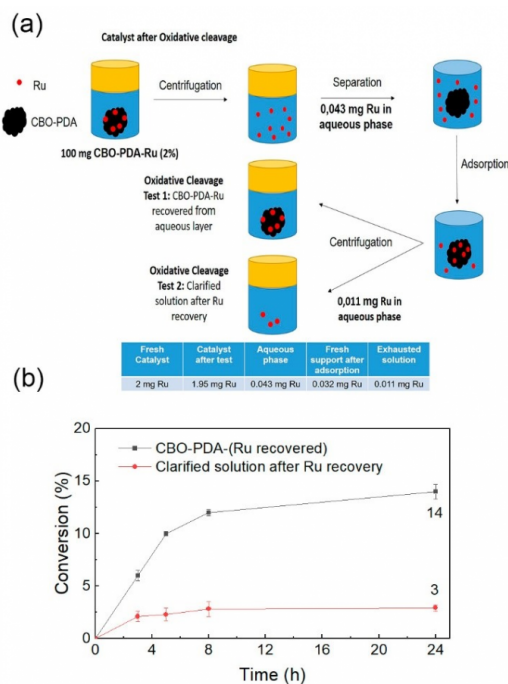 (a)
Catalyst after Oxidative cleavage
Ru
CBO-PDA
Centrifugation
Separation
0,043 mg Ru in
aqueous phase
100 mg CBO-PDA-Ru (2%)
Adsorption
Oxidative Cleavage
Test 1: CBO-PDA-Ru
recovered from
aqueous layer
Centrifugation
Oxidative Cleavage
Test 2: Clarified
solution after Ru
recovery
0,011 mg Ru in
aqueous phase
Fresh Catalyst | Catalyst after test | Aqueous phase | Fresh support after adsorption | Exhausted solution
2 mg Ru | 1.95 mg Ru | 0.043 mg Ru | 0.032 mg Ru | 0.011 mg Ru
(b)
CBO-PDA-(Ru recovered)
Clarified solution after Ru recovery
Conversion (%)
20
15
10
5
0
14
3
0 4 8 12 16 20 24
Time (h)